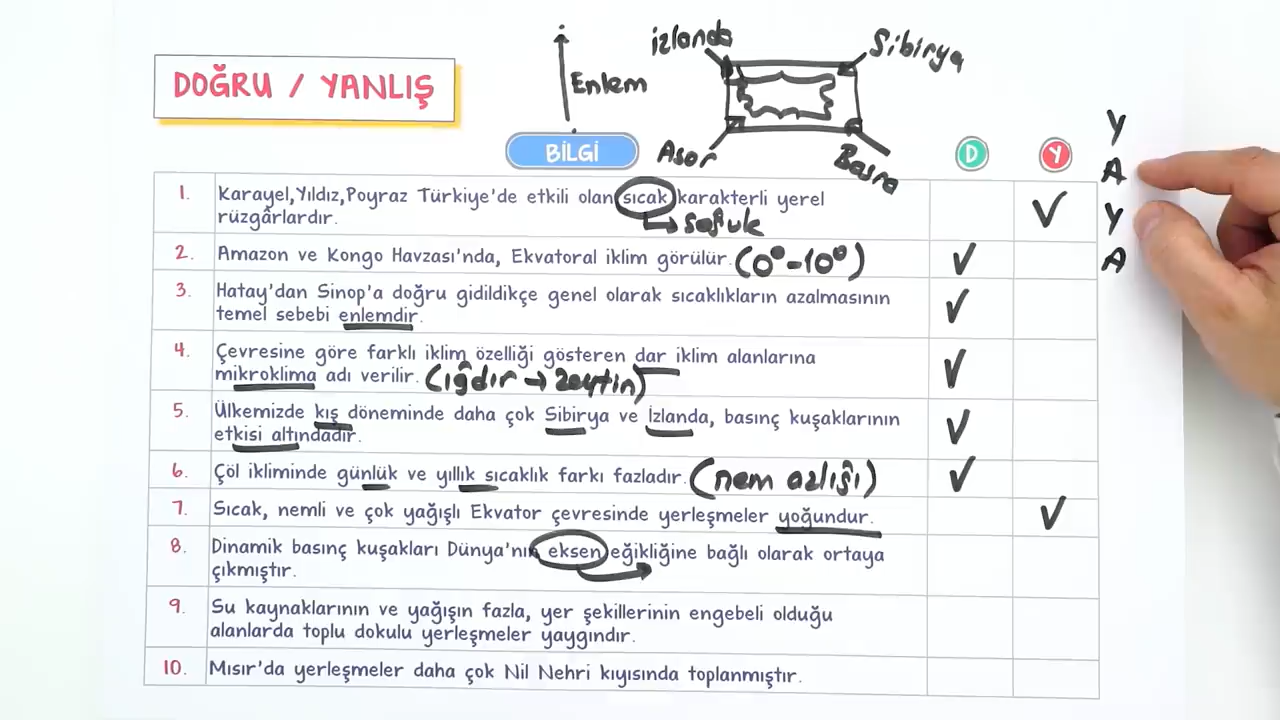 DOĞRU / YANLIŞ
Enlem
izlanda
Sibirya
Asor
Basra
BİLGİ
D
Y
Y
A
Y
A
1. Karayel,Yıldız,Poyraz Türkiye'de etkili olan sıcak karakterli yerel
rüzgârlardır.
soğuk
2. Amazon ve Kongo Havzası'nda, Ekvatoral iklim görülür. (0°-10°)
3. Hatay'dan Sinop'a doğru gidildikçe genel olarak sıcaklıkların azalmasının
temel sebebi enlemdir.
4. Çevresine göre farklı iklim özelliği gösteren dar iklim alanlarına
mikroklima adı verilir. (ığdır → zeytin)
5. Ülkemizde kış döneminde daha çok Sibirya ve İzlanda, basınç kuşaklarının
etkisi altındadır.
6. Çöl ikliminde günlük ve yıllık sıcaklık farkı fazladır. (nem azlığı)
7. Sıcak, nemli ve çok yağışlı Ekvator çevresinde yerleşmeler yoğundur.
8. Dinamik basınç kuşakları Dünya'nın eksen eğikliğine bağlı olarak ortaya
çıkmıştır.
9. Su kaynaklarının ve yağışın fazla, yer şekillerinin engebeli olduğu
alanlarda toplu dokulu yerleşmeler yaygındır.
10. Mısır'da yerleşmeler daha çok Nil Nehri kıyısında toplanmıştır.